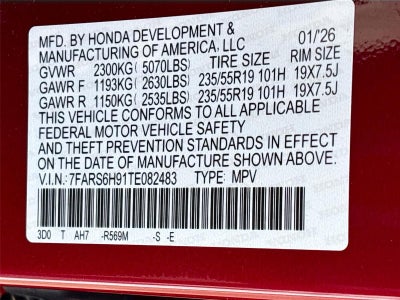 MFD. BY HONDA DEVELOPMENT &
MANUFACTURING OF AMERICA, LLC 01/'26
GVWR 2300KG(5070LBS) TIRE SIZE RIM SIZE
GAWR F 1193KG(2630LBS) 235/55R19 101H 19X7.5J
GAWR R 1150KG(2535LBS) 235/55R19 101H 19X7.5J
THIS VEHICLE CONFORMS TO ALL APPLICABLE
FEDERAL MOTOR VEHICLE SAFETY
AND THEFT PREVENTION STANDARDS IN EFFECT
ON THE DATE OF MANUFACTURE SHOWN ABOVE.
V.I.N.: 7FARS6H91TE082483 TYPE: MPV
3D0 T AH7 -R569M -S -E